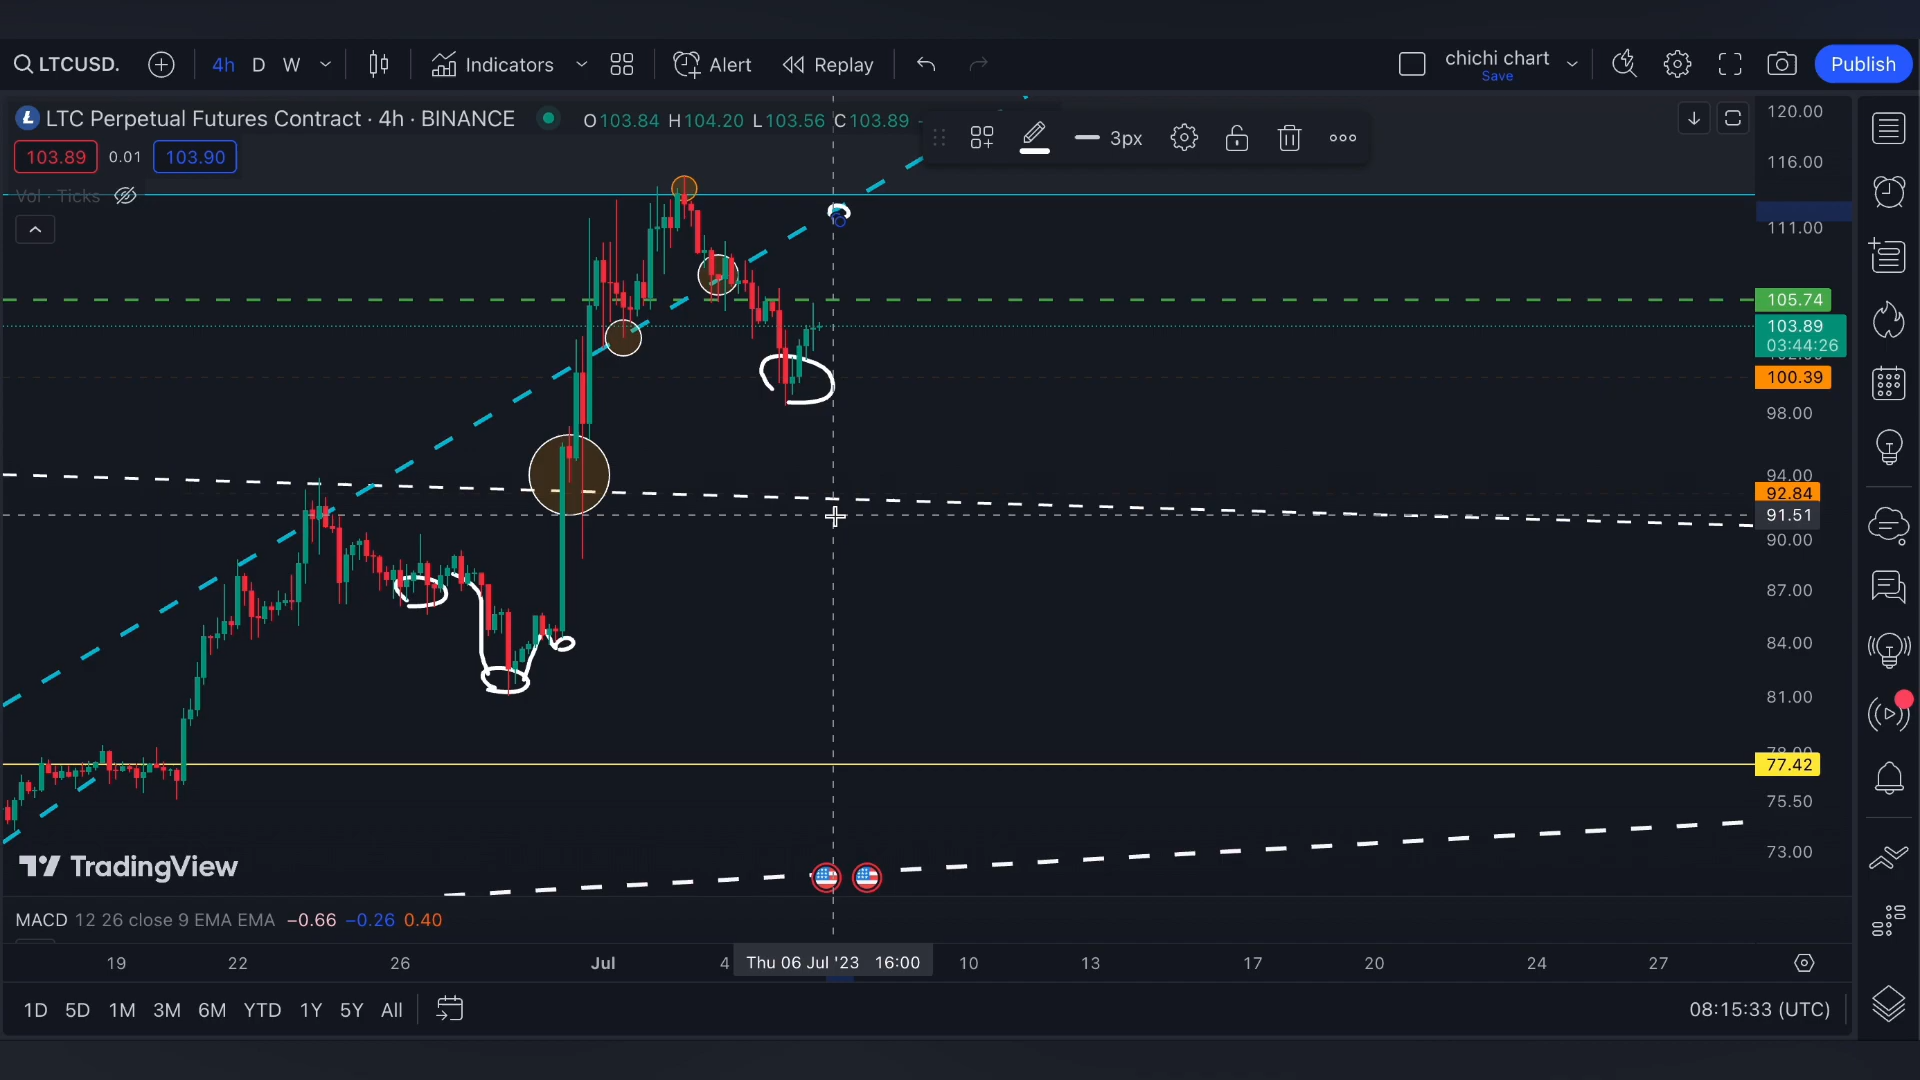 LTCUSD. 4h D W Indicators Alert Replay chichi chart Save Publish
LTC Perpetual Futures Contract · 4h · BINANCE O103.84 H104.20 L103.56 C103.89
3px
103.89 0.01 103.90
Vol · Ticks
120.00
116.00
111.00
105.74
103.89
03:44:26
100.39
98.00
94.00
92.84
91.51
90.00
87.00
84.00
81.00
78.00
77.42
75.50
73.00
TradingView
MACD 12 26 close 9 EMA EMA −0.66 −0.26 0.40
19 22 26 Jul 4 Thu 06 Jul '23 16:00 10 13 17 20 24 27
1D 5D 1M 3M 6M YTD 1Y 5Y All 08:15:33 (UTC)